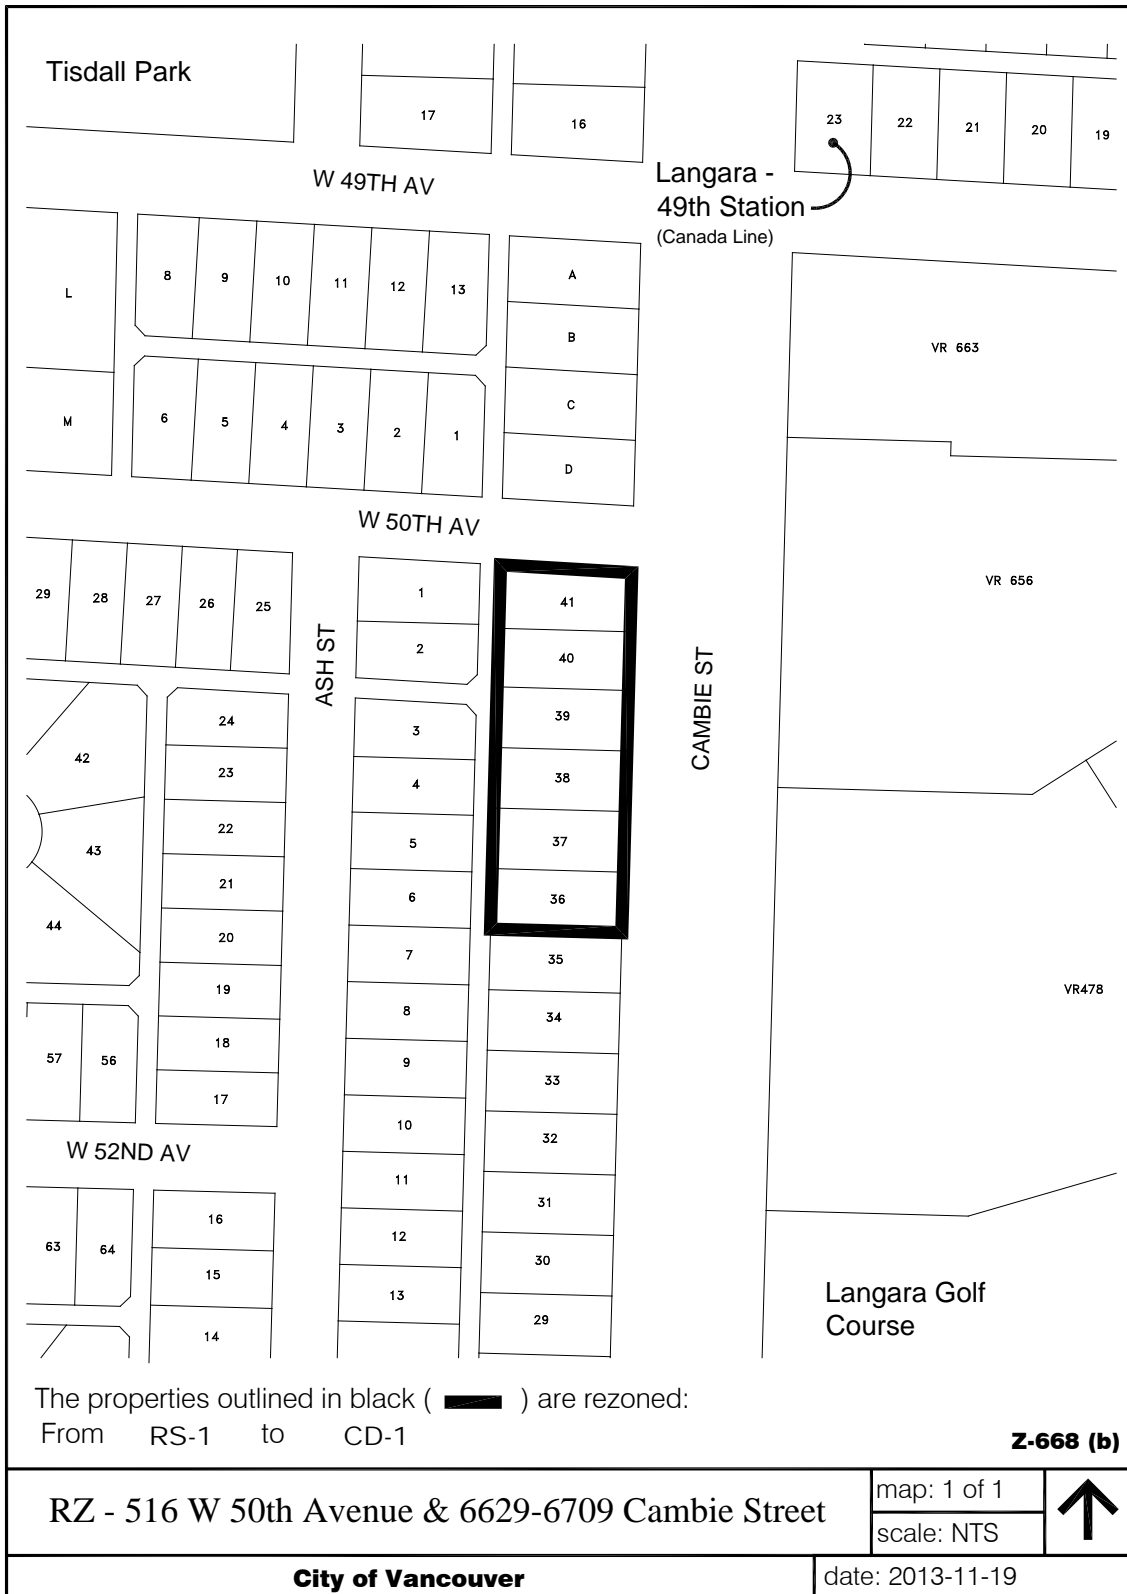 Tisdall Park
17
16
23
22
21
20
19
W 49TH AV
Langara -
49th Station
(Canada Line)
L
8
9
10
11
12
13
A
B
VR 663
M
6
5
4
3
2
1
C
D
W 50TH AV
29
28
27
26
25
1
2
41
40
VR 656
ASH ST
CAMBIE ST
24
23
22
21
20
19
18
17
42
43
44
57
56
3
4
5
6
7
8
9
10
11
12
13
39
38
37
36
35
34
33
32
31
30
29
VR478
W 52ND AV
63
64
16
15
14
Langara Golf
Course
The properties outlined in black ( ) are rezoned:
From RS-1 to CD-1
Z-668 (b)
RZ - 516 W 50th Avenue & 6629-6709 Cambie Street
map: 1 of 1
scale: NTS
City of Vancouver
date: 2013-11-19